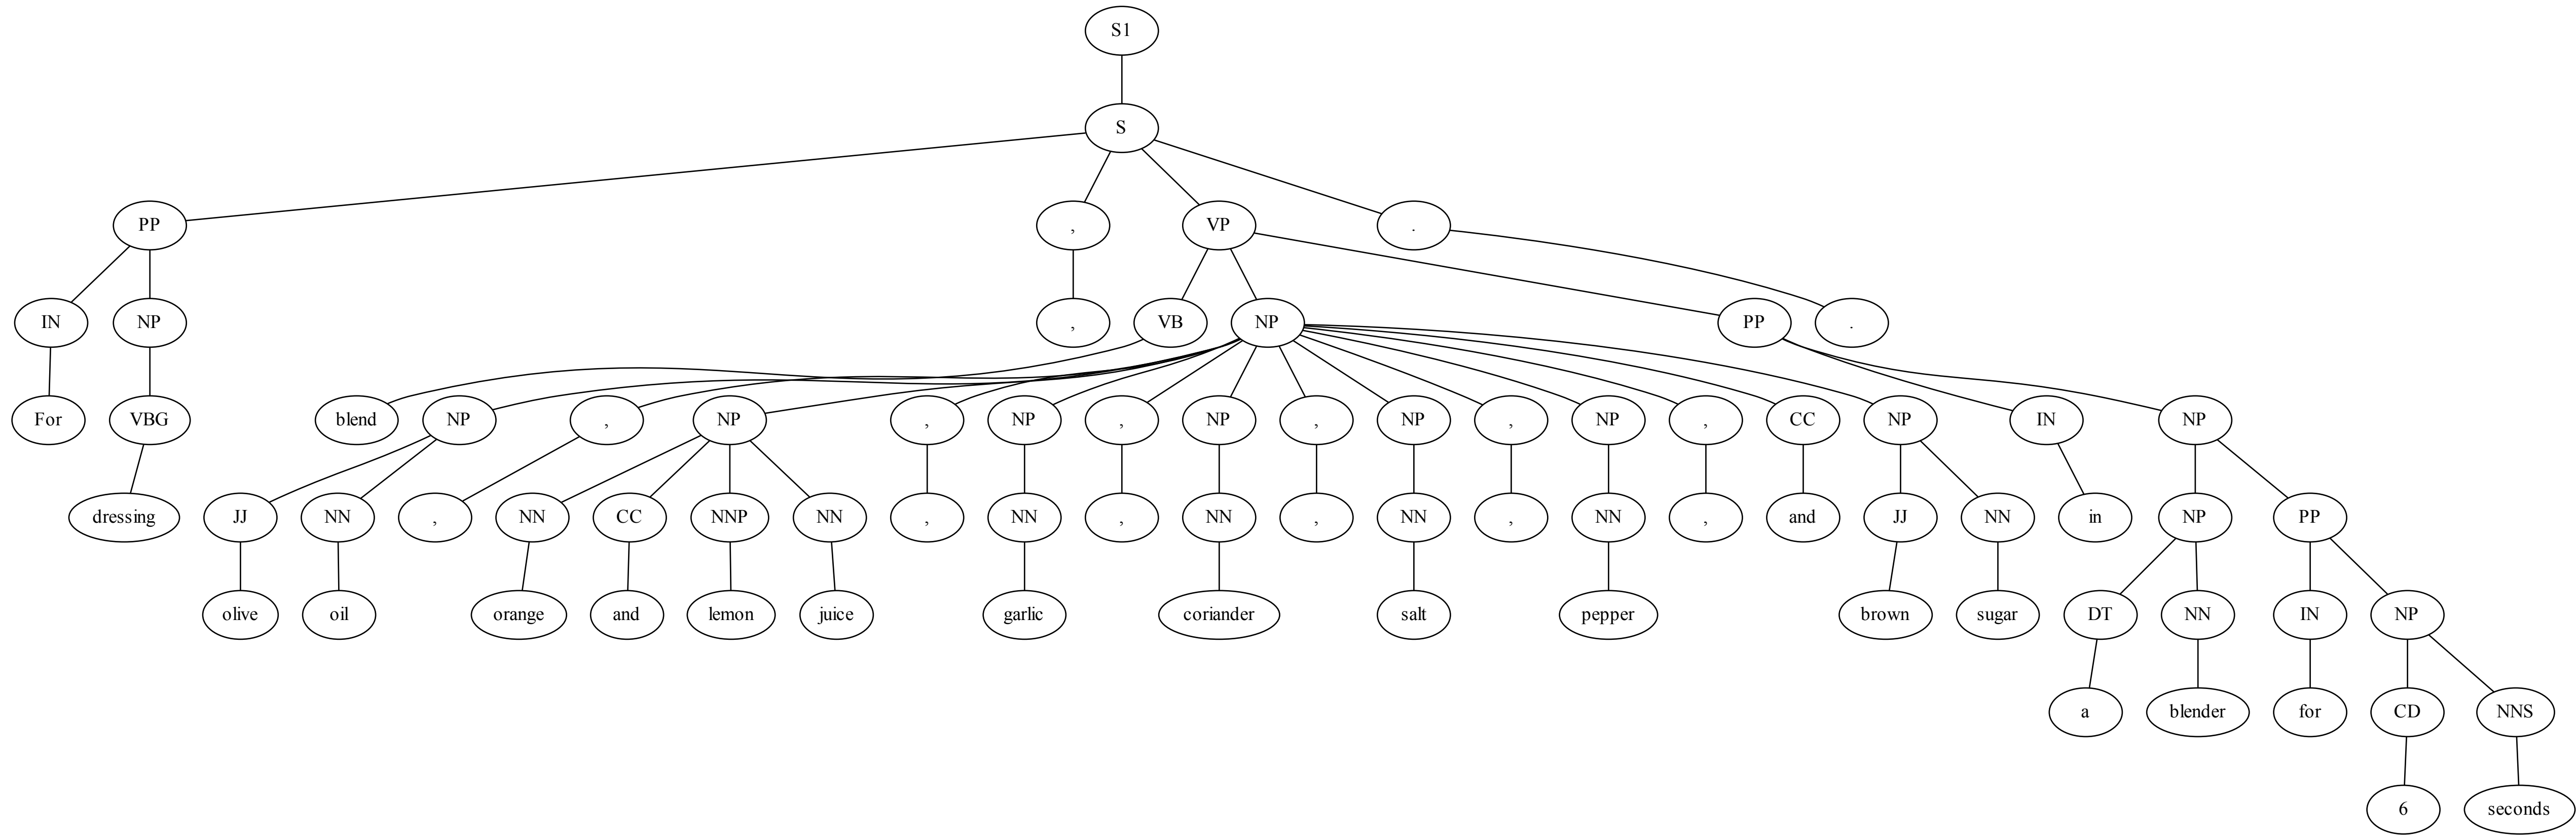 S1
S
PP , VP .
IN NP , VB NP PP .
For VBG blend NP , NP , NP , NP , NP , NP , CC NP IN NP
dressing JJ NN , NN CC NNP NN , NN , NN , NN , NN , and JJ NN in NP PP
olive oil orange and lemon juice garlic coriander salt pepper brown sugar DT NN IN NP
a blender for CD NNS
6 seconds